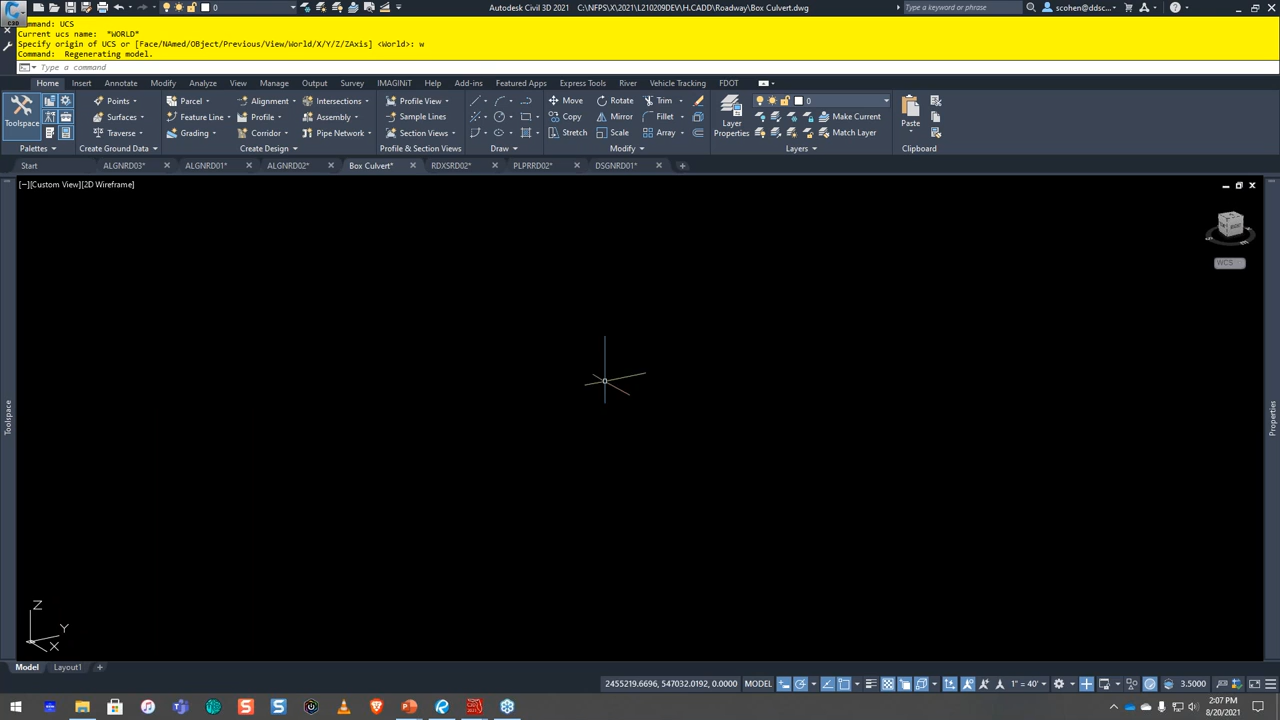 C3D
0
Autodesk Civil 3D 2021 C:\NFPS\X\2021\L210209DEV\H.CADD\Roadway\Box Culvert.dwg
Type a keyword or phrase
scohen@ddsc...
Command: UCS
Current ucs name: *WORLD*
Specify origin of UCS or [Face/NAmed/OBject/Previous/View/World/X/Y/Z/ZAxis] <World>: w
Command: Regenerating model.
Type a command
Home Insert Annotate Modify Analyze View Manage Output Survey IMAGINiT Help Add-ins Featured Apps Express Tools River Vehicle Tracking FDOT
Points Parcel Alignment Intersections Profile View Move Rotate Trim 0
Toolspace Surfaces Feature Line Profile Assembly Sample Lines Copy Mirror Fillet Layer Properties Make Current Paste
Traverse Grading Corridor Pipe Network Section Views Stretch Scale Array Match Layer
Palettes Create Ground Data Create Design Profile & Section Views Draw Modify Layers Clipboard
Start ALGNRD03* ALGNRD01* ALGNRD02* Box Culvert* RDXSRD02* PLPRRD02* DSGNRD01*
[−][Custom View][2D Wireframe]
WCS
Toolspace
Properties
Z
Y
X
Model Layout1
2455219.6696, 547032.0192, 0.0000 MODEL 1" = 40' 3.5000
2:07 PM
8/20/2021